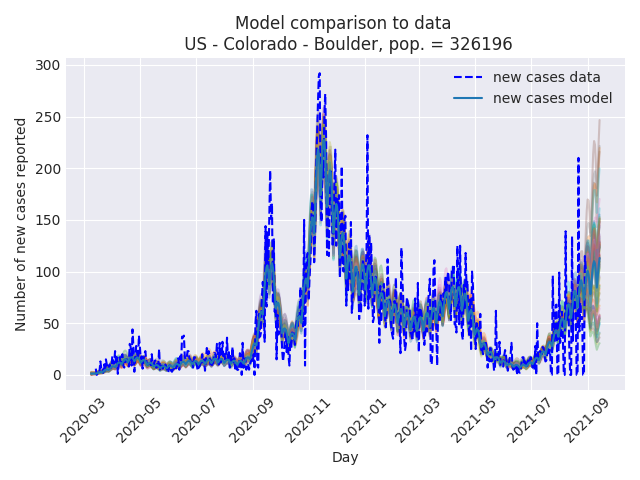 Model comparison to data
US - Colorado - Boulder, pop. = 326196
Number of new cases reported
300
250
200
150
100
50
0
new cases data
new cases model
2020-03
2020-05
2020-07
2020-09
2020-11
2021-01
2021-03
2021-05
2021-07
2021-09
Day